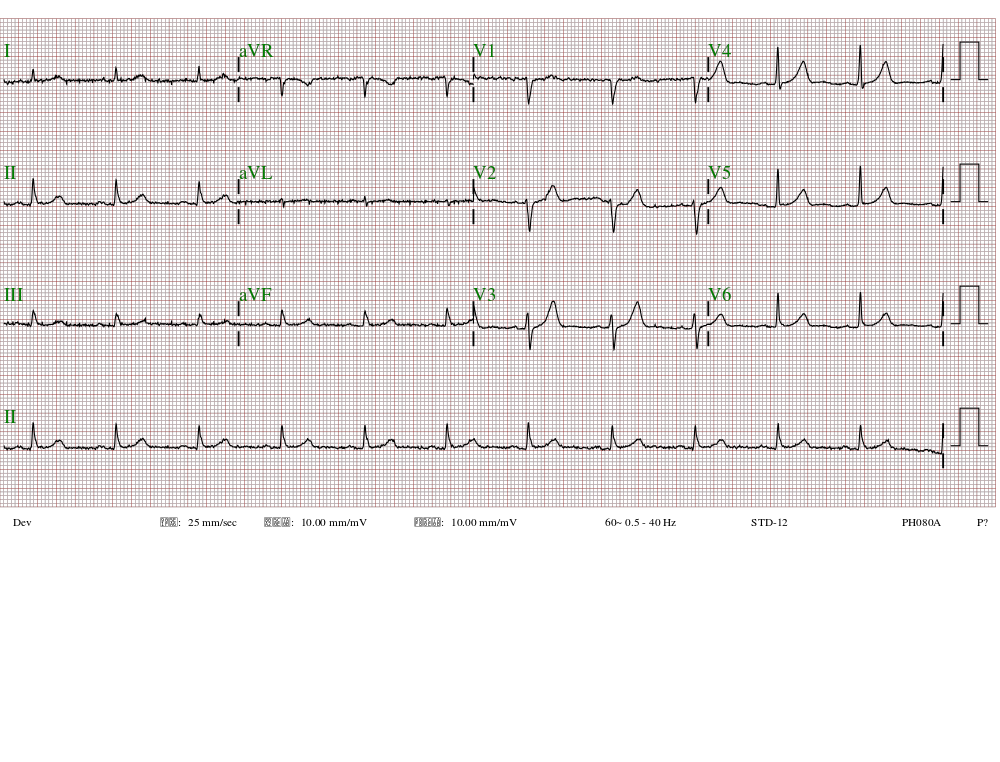 I aVR V1 V4
II aVL V2 V5
III aVF V3 V6
II
Dev : 25 mm/sec : 10.00 mm/mV : 10.00 mm/mV 60~ 0.5 - 40 Hz STD-12 PH080A P?